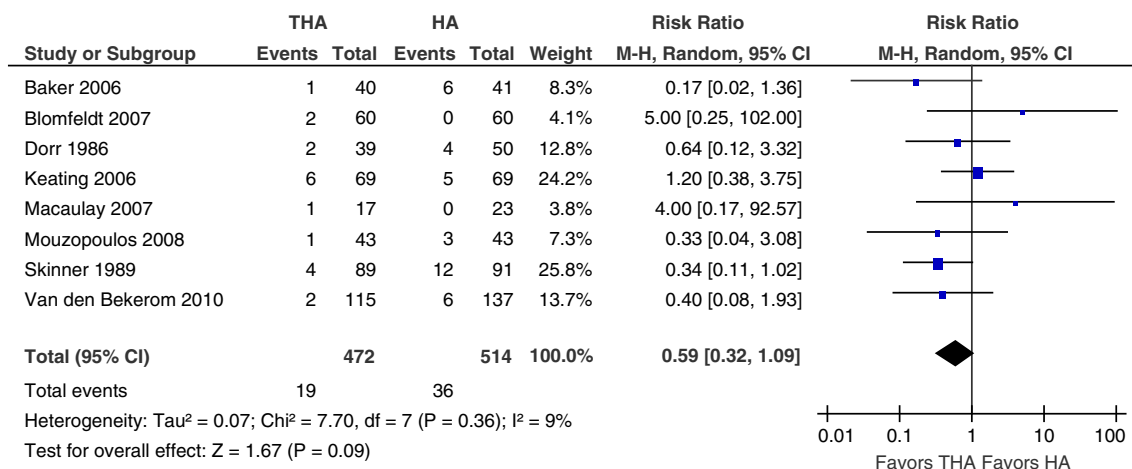 THA HA Risk Ratio Risk Ratio
Study or Subgroup Events Total Events Total Weight M-H, Random, 95% CI M-H, Random, 95% CI
Baker 2006 1 40 6 41 8.3% 0.17 [0.02, 1.36]
Blomfeldt 2007 2 60 0 60 4.1% 5.00 [0.25, 102.00]
Dorr 1986 2 39 4 50 12.8% 0.64 [0.12, 3.32]
Keating 2006 6 69 5 69 24.2% 1.20 [0.38, 3.75]
Macaulay 2007 1 17 0 23 3.8% 4.00 [0.17, 92.57]
Mouzopoulos 2008 1 43 3 43 7.3% 0.33 [0.04, 3.08]
Skinner 1989 4 89 12 91 25.8% 0.34 [0.11, 1.02]
Van den Bekerom 2010 2 115 6 137 13.7% 0.40 [0.08, 1.93]
Total (95% CI) 472 514 100.0% 0.59 [0.32, 1.09]
Total events 19 36
Heterogeneity: Tau² = 0.07; Chi² = 7.70, df = 7 (P = 0.36); I² = 9%
Test for overall effect: Z = 1.67 (P = 0.09)
0.01 0.1 1 10 100
Favors THA Favors HA